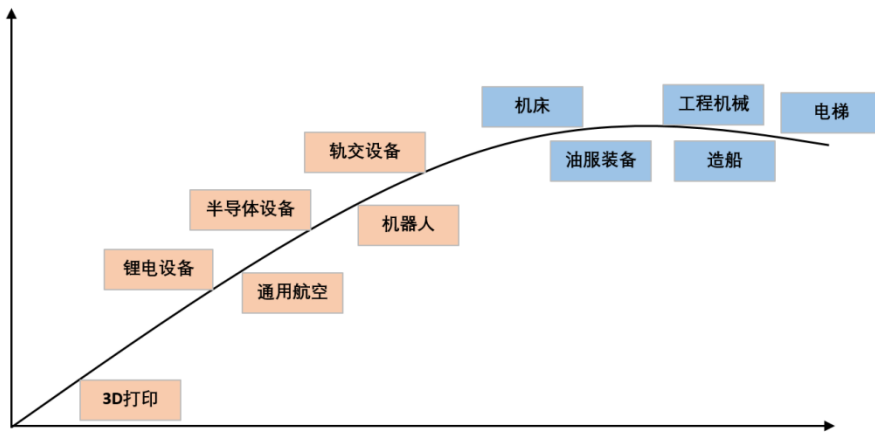 机床
工程机械
电梯
轨交设备
油服装备
造船
半导体设备
机器人
锂电设备
通用航空
3D打印